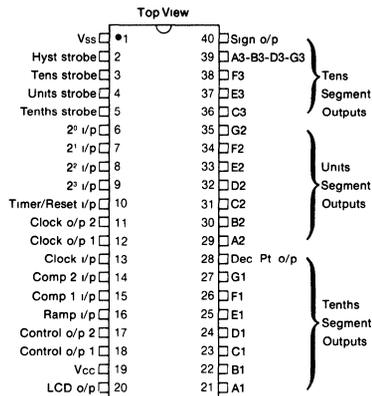 Top View
Vss 1 40 Sign o/p
Hyst strobe 2 39 A3-B3-D3-G3
Tens strobe 3 38 F3
Units strobe 4 37 E3
Tenths strobe 5 36 C3
Tens
Segment
Outputs
2⁰ i/p 6 35 G2
2¹ i/p 7 34 F2
2² i/p 8 33 E2
2³ i/p 9 32 D2
Timer/Reset i/p 10 31 C2
Clock o/p 2 11 30 B2
Clock o/p 1 12 29 A2
Units
Segment
Outputs
Clock i/p 13 28 Dec Pt o/p
Comp 2 i/p 14 27 G1
Comp 1 i/p 15 26 F1
Ramp i/p 16 25 E1
Control o/p 2 17 24 D1
Control o/p 1 18 23 C1
Vcc 19 22 B1
LCD o/p 20 21 A1
Tenths
Segment
Outputs